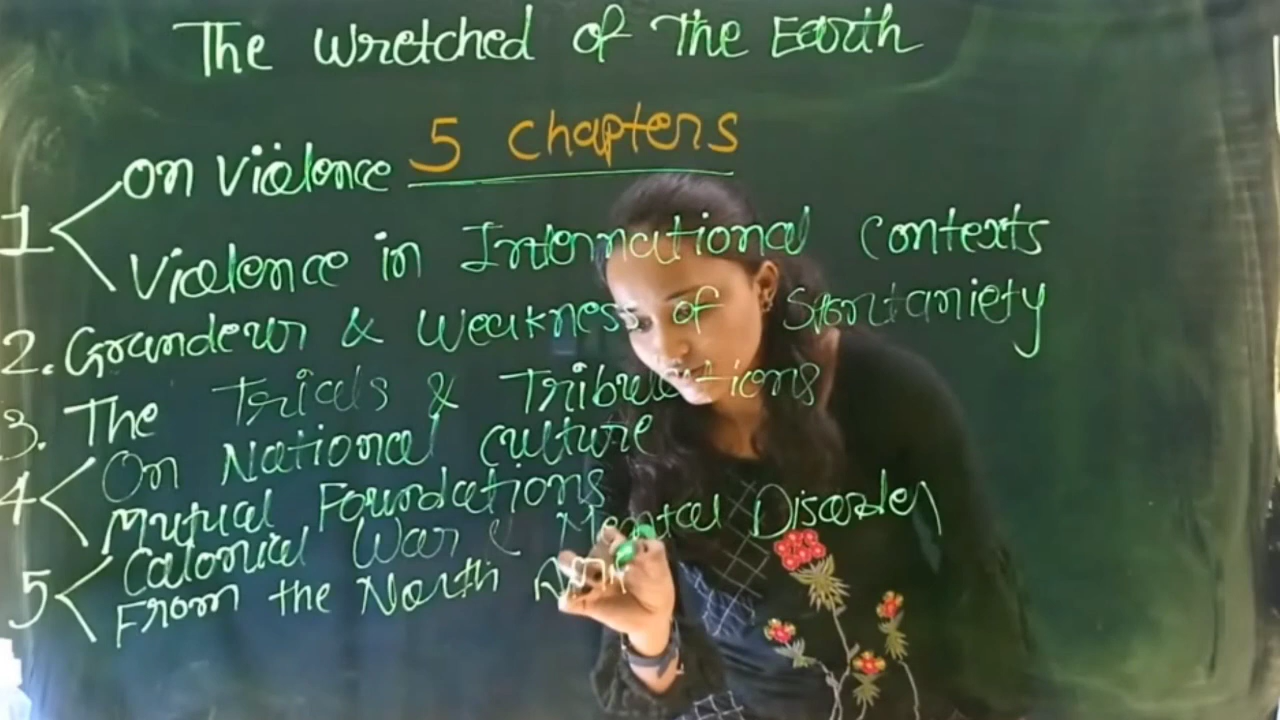 The Wretched of The Earth
5 Chapters
1 On Violence
Violence in International Contexts
2. Grandeur & Weakness of Spontaniety
3. The Trials & Tribulations
4 On National culture
Mutual Foundations
5 Colonial War & Mental Disorder
From the North